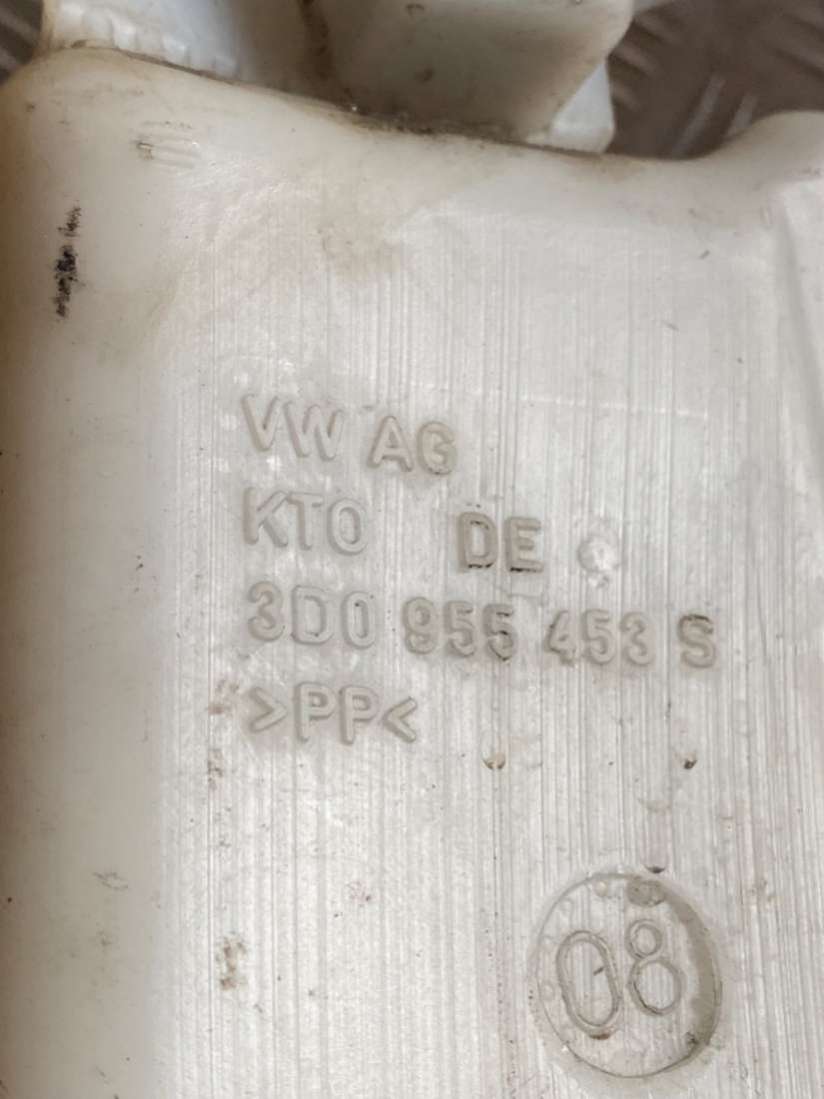 VW AG
KTO DE
3D0 955 453 S
>PP<
08